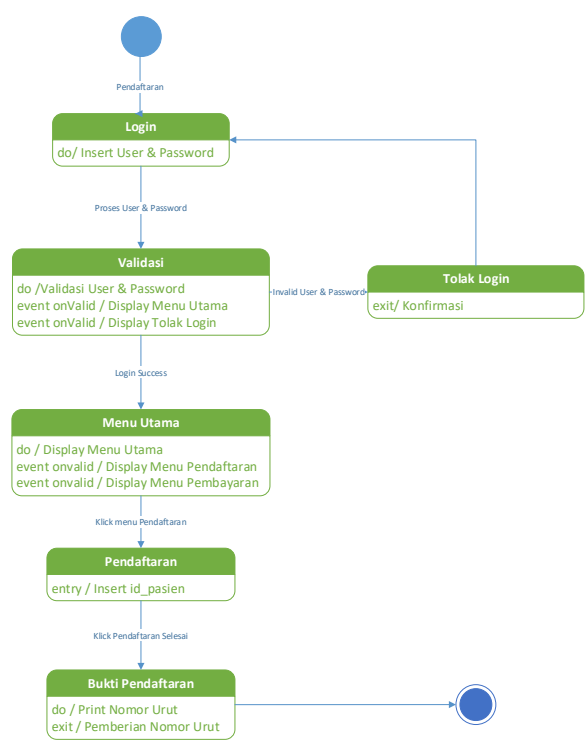 Pendaftaran
Login
do/ Insert User & Password
Proses User & Password
Validasi
do /Validasi User & Password
event onValid / Display Menu Utama
event onValid / Display Tolak Login
Invalid User & Password
Tolak Login
exit/ Konfirmasi
Login Success
Menu Utama
do / Display Menu Utama
event onvalid / Display Menu Pendaftaran
event onvalid / Display Menu Pembayaran
Klick menu Pendaftaran
Pendaftaran
entry / Insert id_pasien
Klick Pendaftaran Selesai
Bukti Pendaftaran
do / Print Nomor Urut
exit / Pemberian Nomor Urut